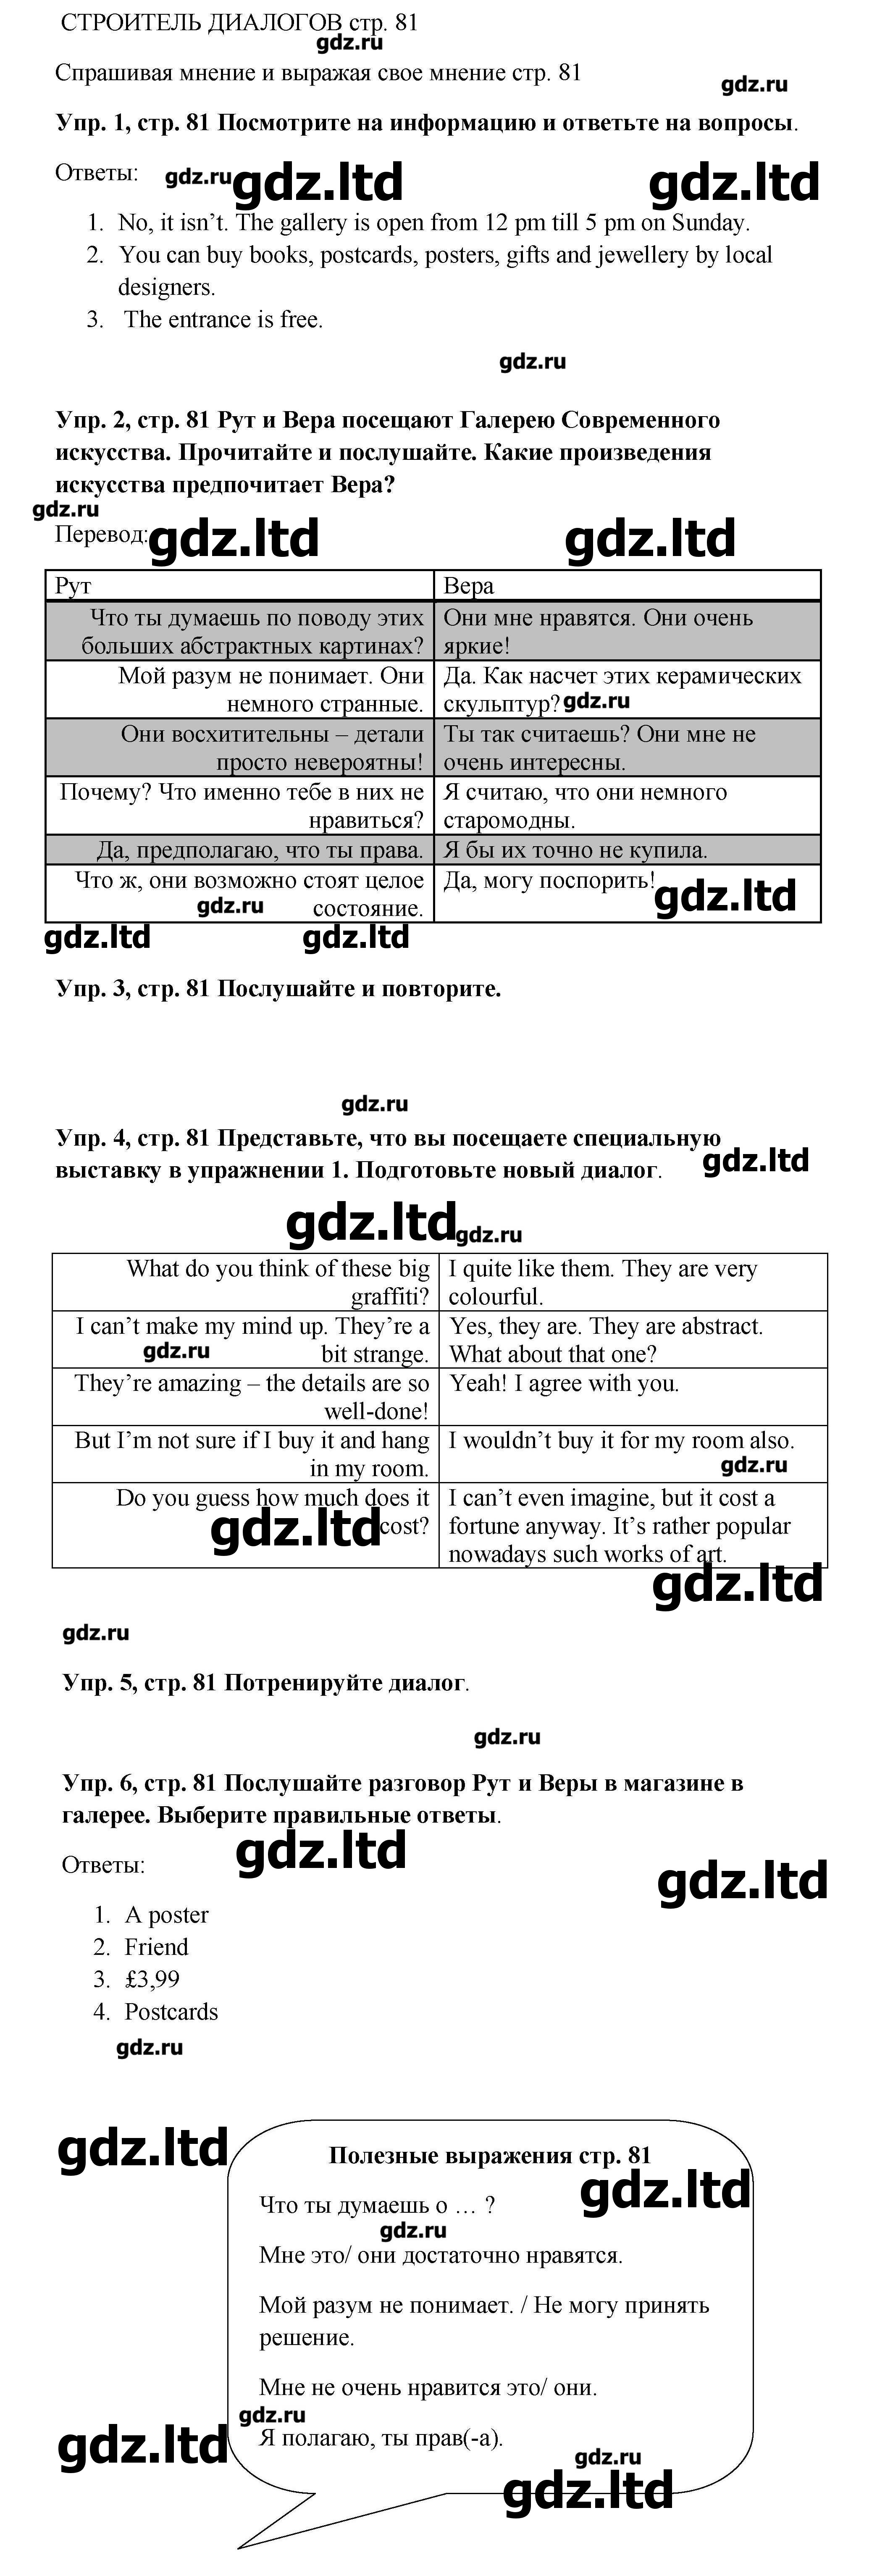 СТРОИТЕЛЬ ДИАЛОГОВ стр. 81
gdz.ru
Спрашивая мнение и выражая свое мнение стр. 81
gdz.ru
Упр. 1, стр. 81 Посмотрите на информацию и ответьте на вопросы.
Ответы:
gdz.ru
gdz.ltd
gdz.ltd
1. No, it isn’t. The gallery is open from 12 pm till 5 pm on Sunday.
2. You can buy books, postcards, posters, gifts and jewellery by local
designers.
3. The entrance is free.
gdz.ru
Упр. 2, стр. 81 Рут и Вера посещают Галерею Современного
искусства. Прочитайте и послушайте. Какие произведения
искусства предпочитает Вера?
gdz.ru
Перевод:
gdz.ltd
gdz.ltd
Рут
Вера
Что ты думаешь по поводу этих
больших абстрактных картинах?
Они мне нравятся. Они очень
яркие!
Мой разум не понимает. Они
немного странные.
Да. Как насчет этих керамических
скульптур?
gdz.ru
Они восхитительны – детали
просто невероятны!
Ты так считаешь? Они мне не
очень интересны.
Почему? Что именно тебе в них не
нравиться?
Я считаю, что они немного
старомодны.
Да, предполагаю, что ты права.
Я бы их точно не купила.
Что ж, они возможно стоят целое
состояние.
gdz.ru
Да, могу поспорить!
gdz.ltd
gdz.ltd
gdz.ltd
Упр. 3, стр. 81 Послушайте и повторите.
gdz.ru
Упр. 4, стр. 81 Представьте, что вы посещаете специальную
выставку в упражнении 1. Подготовьте новый диалог.
gdz.ltd
gdz.ltd
gdz.ru
What do you think of these big
graffiti?
I quite like them. They are very
colourful.
I can’t make my mind up. They’re a
bit strange.
gdz.ru
Yes, they are. They are abstract.
What about that one?
They’re amazing – the details are so
well-done!
Yeah! I agree with you.
But I’m not sure if I buy it and hang
in my room.
I wouldn’t buy it for my room also.
gdz.ru
Do you guess how much does it
cost?
gdz.ltd
I can’t even imagine, but it cost a
fortune anyway. It’s rather popular
nowadays such works of art.
gdz.ltd
gdz.ru
Упр. 5, стр. 81 Потренируйте диалог.
gdz.ru
Упр. 6, стр. 81 Послушайте разговор Рут и Веры в магазине в
галерее. Выберите правильные ответы.
gdz.ltd
Ответы:
gdz.ltd
1. A poster
2. Friend
3. £3,99
4. Postcards
gdz.ru
gdz.ltd
Полезные выражения стр. 81
gdz.ltd
Что ты думаешь о … ?
gdz.ru
Мне это/ они достаточно нравятся.
Мой разум не понимает. / Не могу принять
решение.
Мне не очень нравится это/ они.
gdz.ru
gdz.ltd
Я полагаю, ты прав(-а).
gdz.ru
gdz.ltd